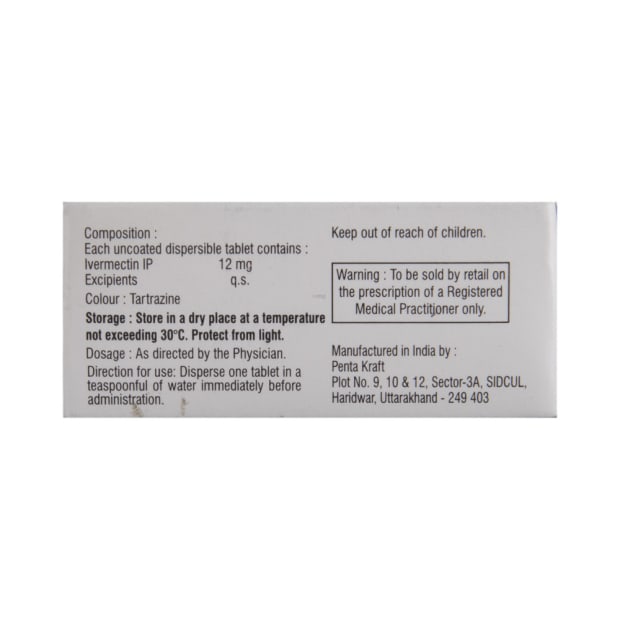 Composition :
Each uncoated dispersible tablet contains :
Ivermectin IP 12 mg
Excipients q.s.
Colour : Tartrazine
Storage : Store in a dry place at a temperature
not exceeding 30°C. Protect from light.
Dosage : As directed by the Physician.
Direction for use: Disperse one tablet in a
teaspoonful of water immediately before
administration.
Keep out of reach of children.
Warning : To be sold by retail on
the prescription of a Registered
Medical Practitioner only.
Manufactured in India by :
Penta Kraft
Plot No. 9, 10 & 12, Sector-3A, SIDCUL,
Haridwar, Uttarakhand - 249 403